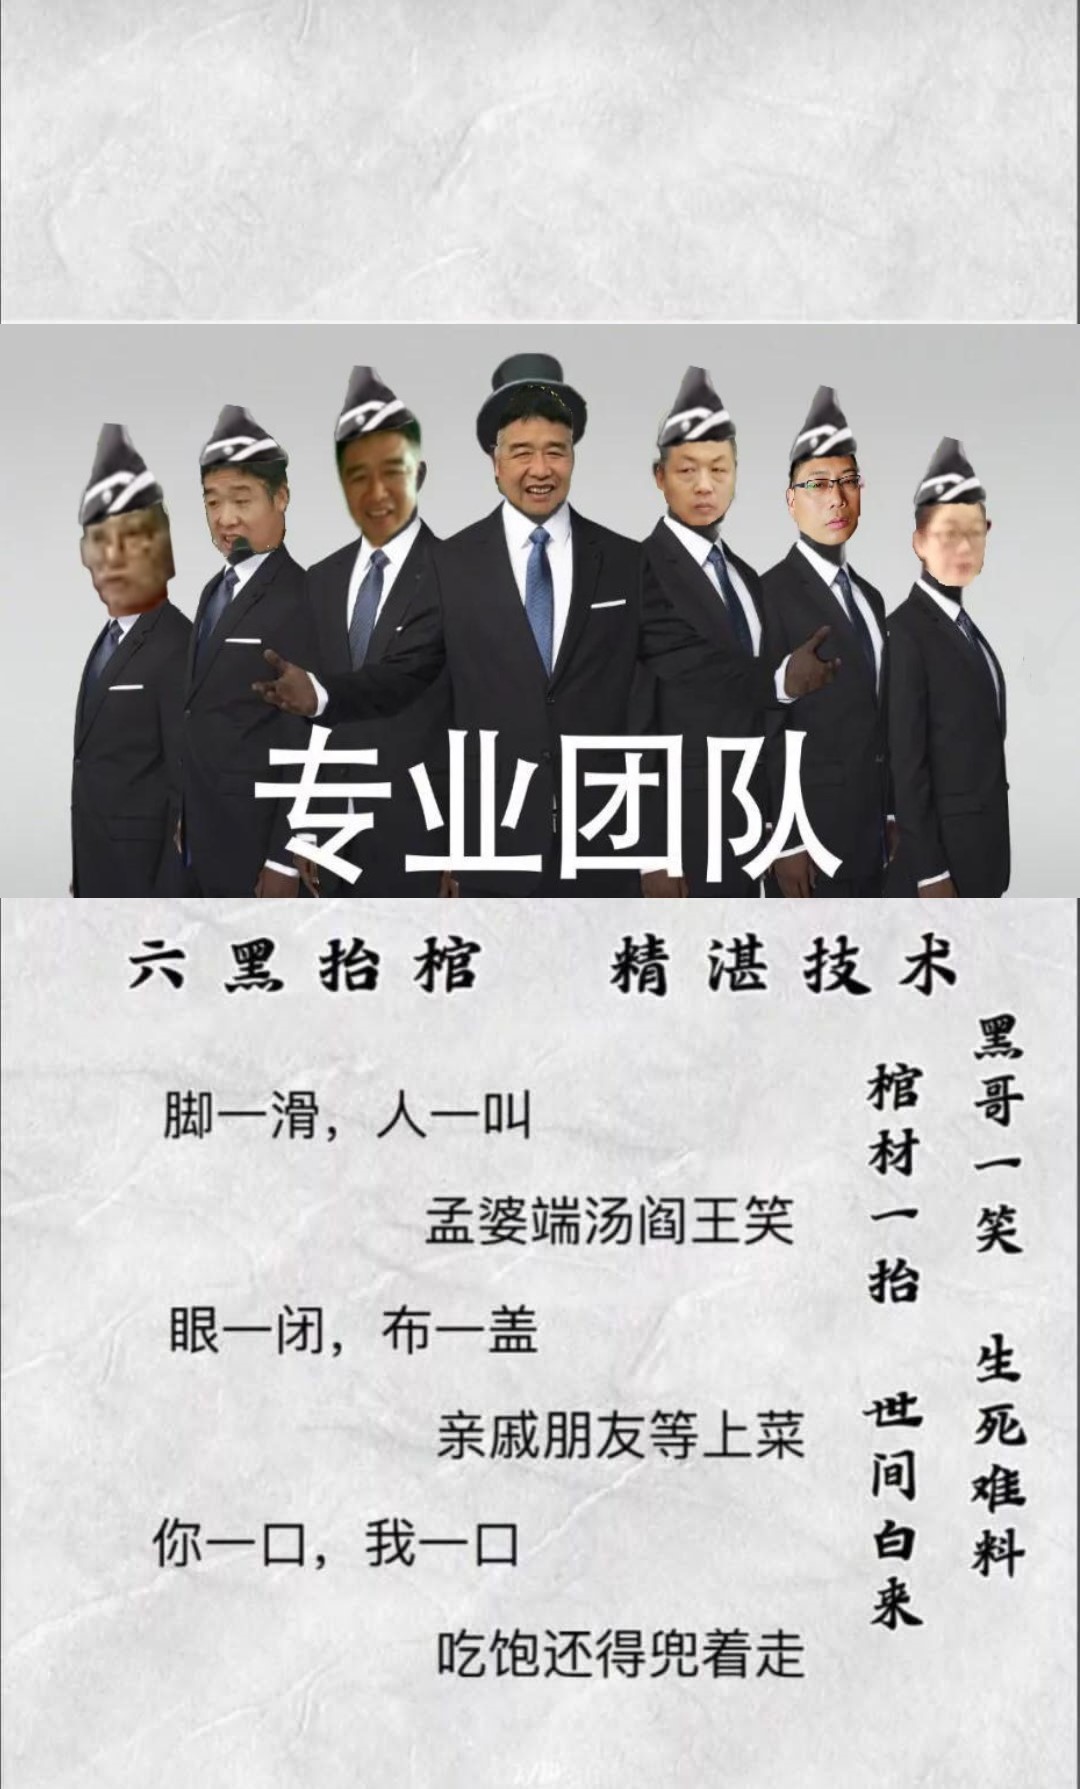 专业团队
六黑抬棺 精湛技术
黑哥一笑 生死难料
棺材一抬 世间白来
脚一滑，人一叫
孟婆端汤阎王笑
眼一闭，布一盖
亲戚朋友等上菜
你一口，我一口
吃饱还得兜着走